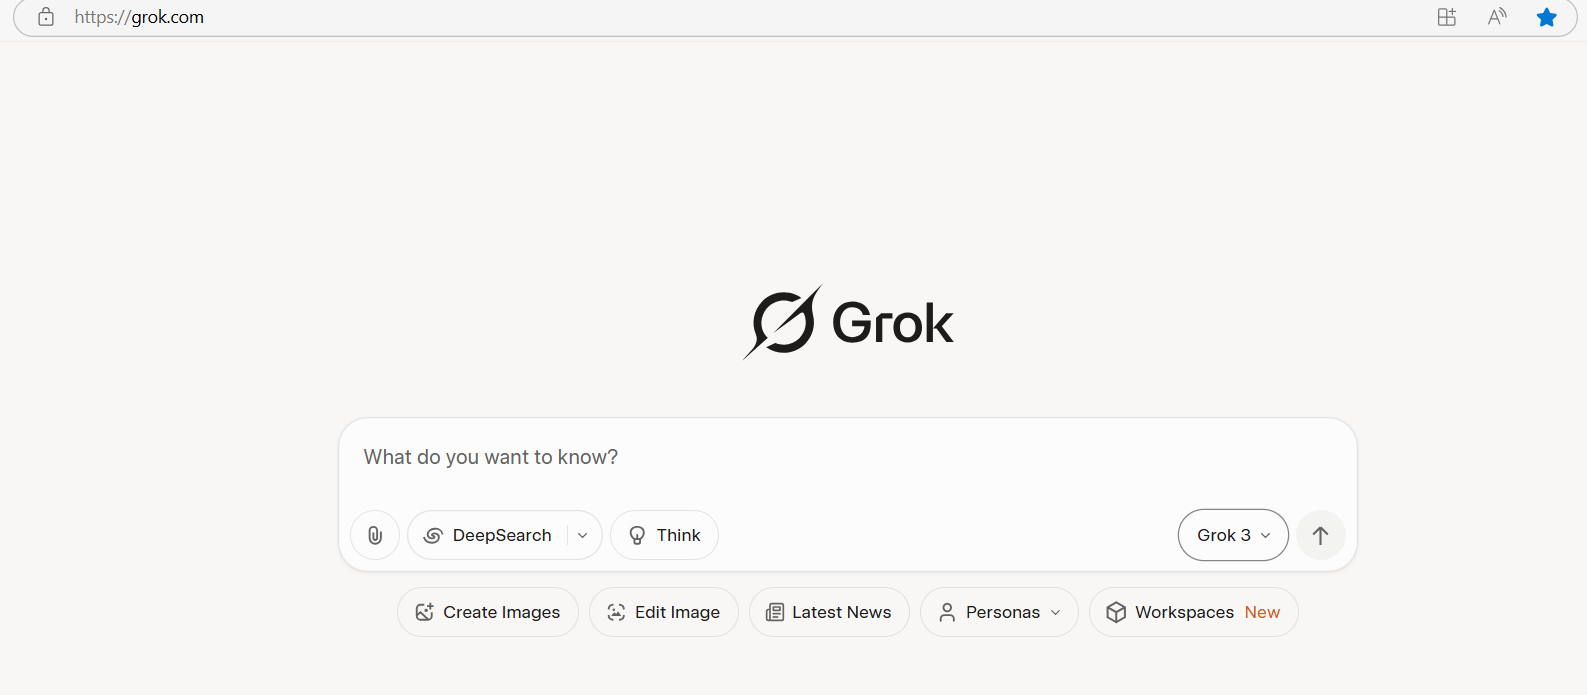 https://grok.com
Grok
What do you want to know?
DeepSearch Think Grok 3
Create Images Edit Image Latest News Personas Workspaces New